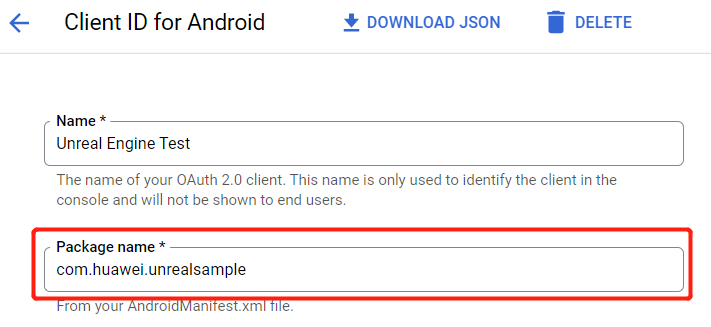 Client ID for Android
DOWNLOAD JSON
DELETE
Name *
Unreal Engine Test
The name of your OAuth 2.0 client. This name is only used to identify the client in the
console and will not be shown to end users.
Package name *
com.huawei.unrealsample
From your AndroidManifest.xml file.